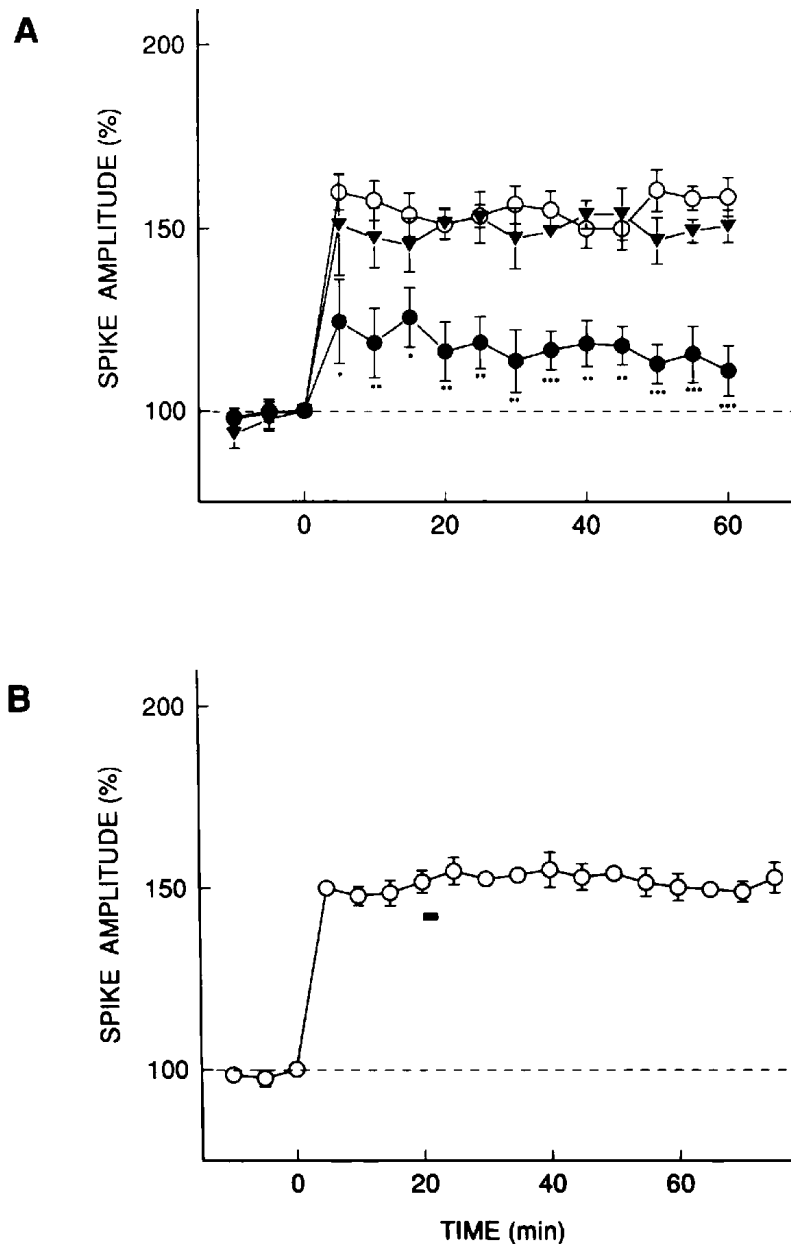 A
SPIKE AMPLITUDE (%)
200
150
100
* ** * ** ** ** *** ** ** *** *** ***
0 20 40 60
B
SPIKE AMPLITUDE (%)
200
150
100
0 20 40 60
TIME (min)